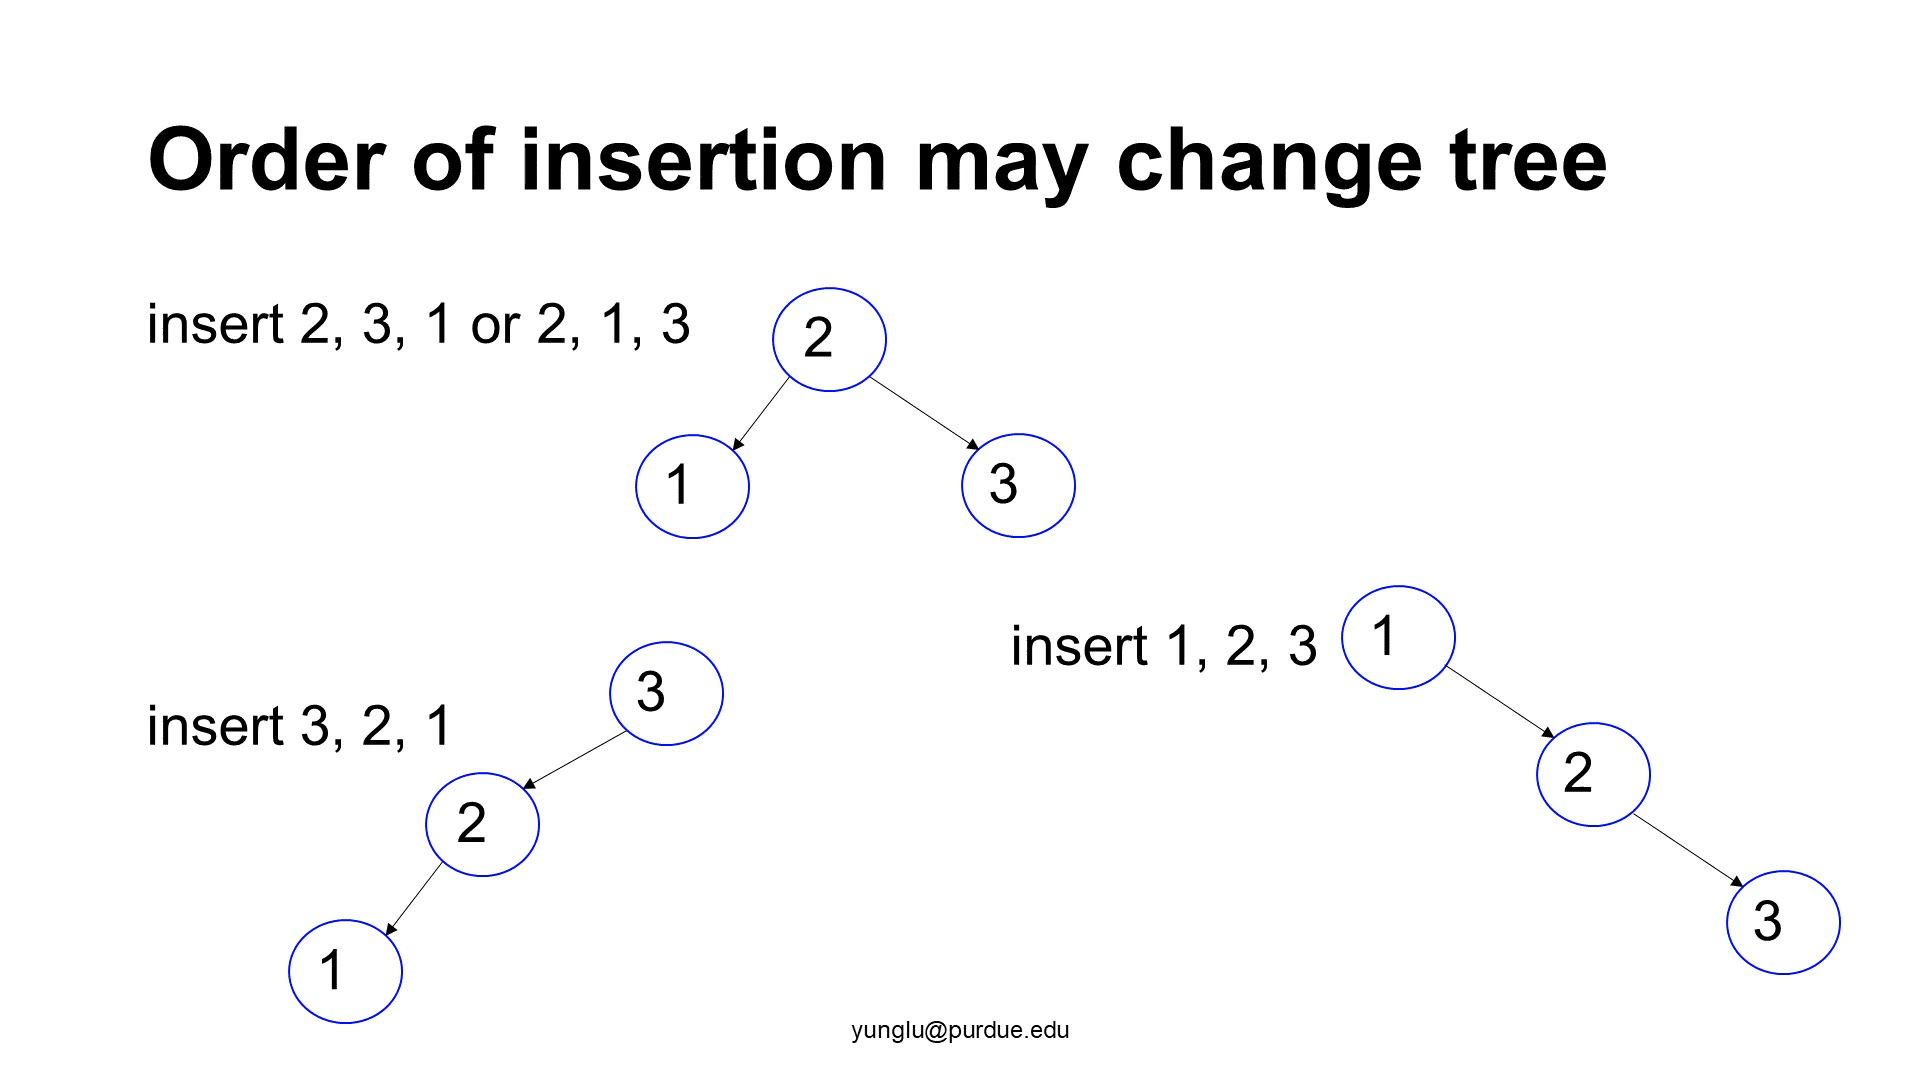 Order of insertion may change tree
insert 2, 3, 1 or 2, 1, 3
2
1
3
insert 1, 2, 3
1
2
3
insert 3, 2, 1
3
2
1
yunglu@purdue.edu